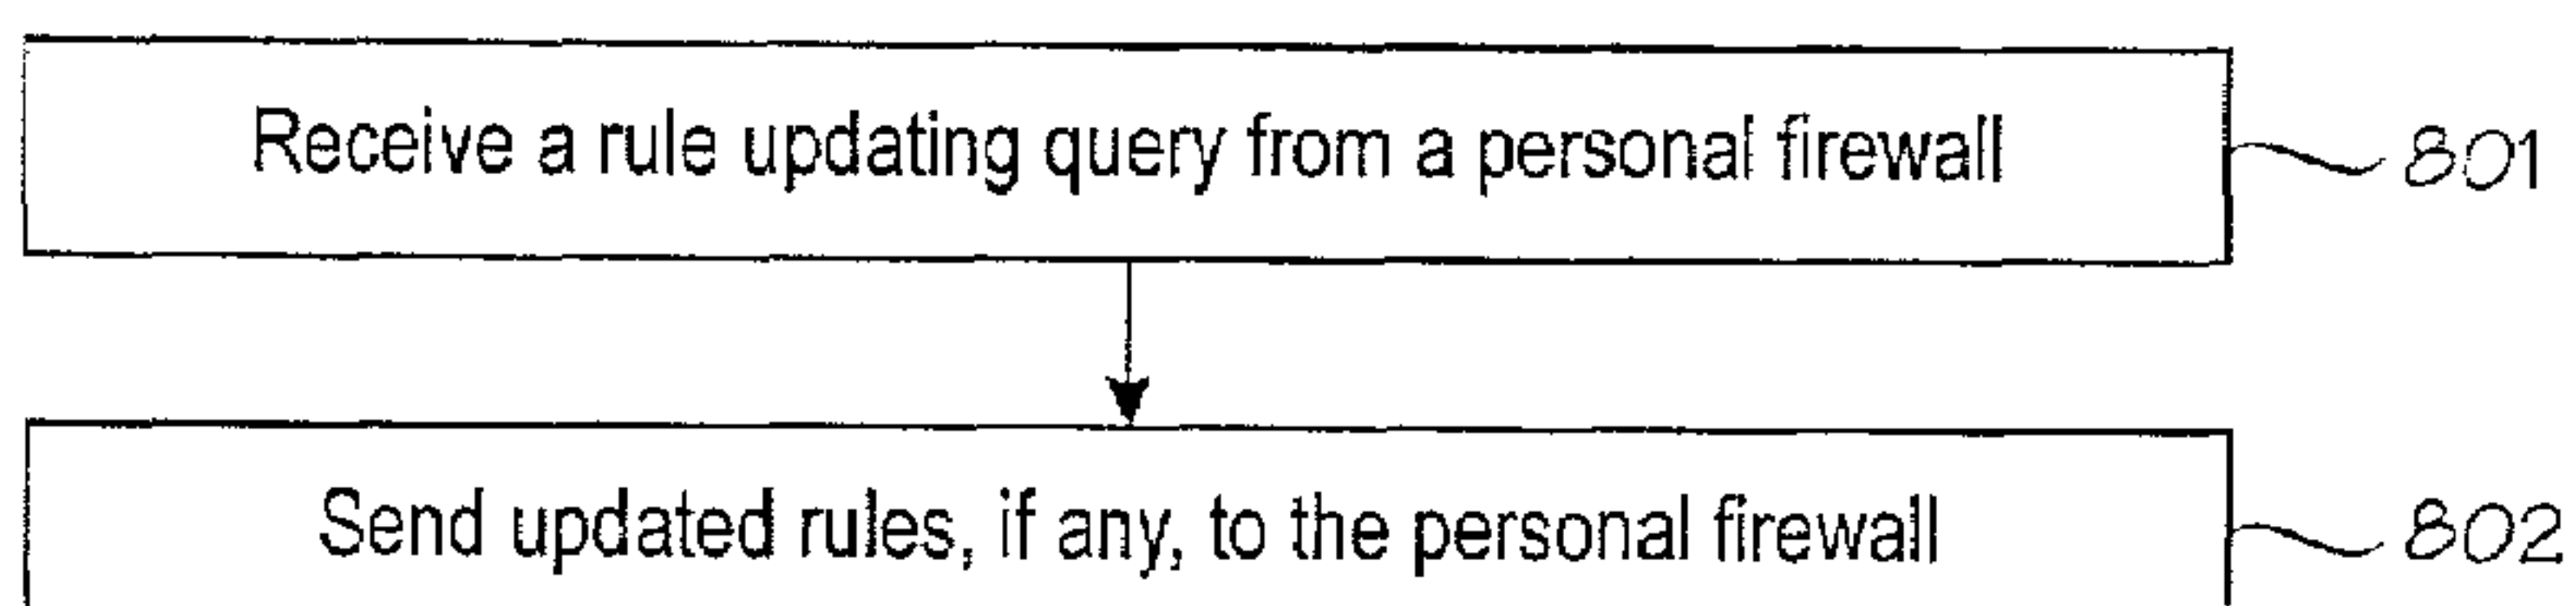 Receive a rule updating query from a personal firewall
801
Send updated rules, if any, to the personal firewall
802